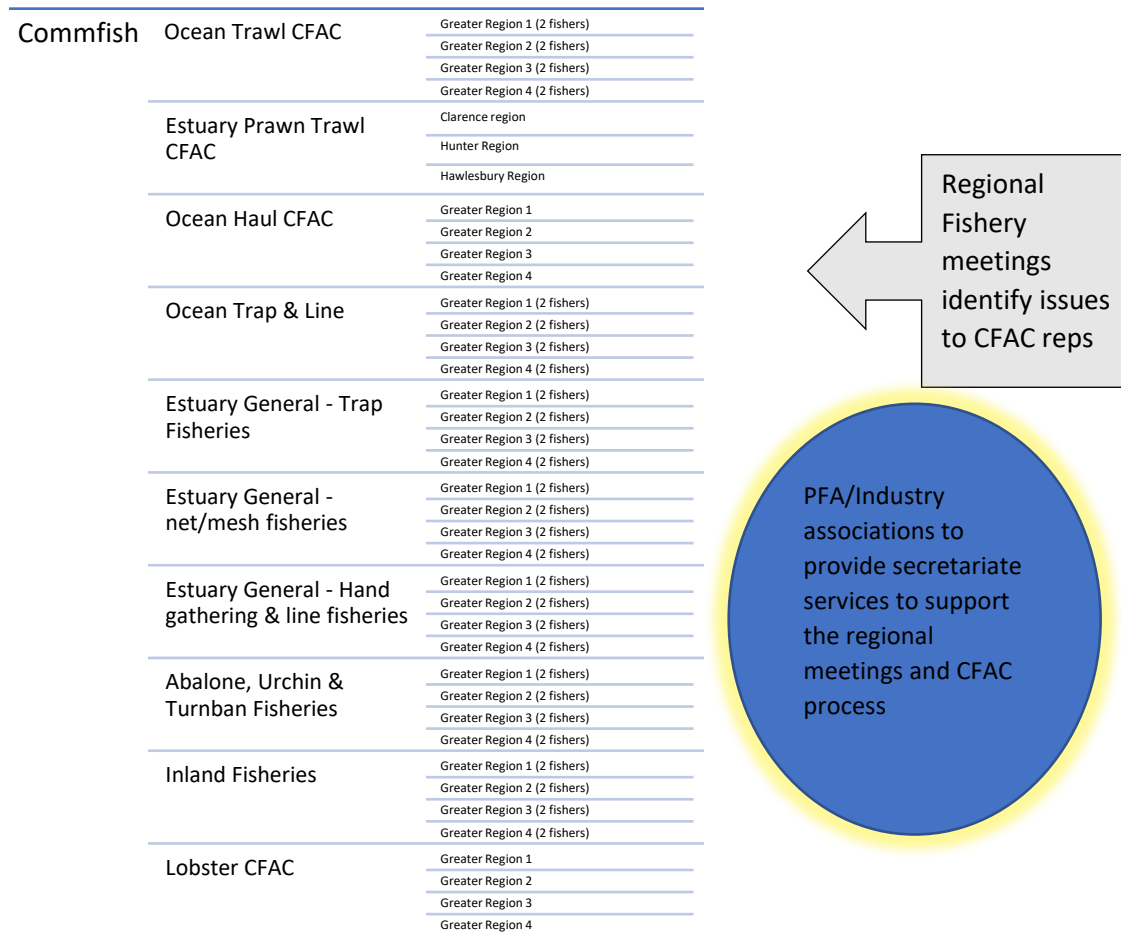 Commfish
Ocean Trawl CFAC
Greater Region 1 (2 fishers)
Greater Region 2 (2 fishers)
Greater Region 3 (2 fishers)
Greater Region 4 (2 fishers)
Estuary Prawn Trawl
CFAC
Clarence region
Hunter Region
Hawlesbury Region
Ocean Haul CFAC
Greater Region 1
Greater Region 2
Greater Region 3
Greater Region 4
Ocean Trap & Line
Greater Region 1 (2 fishers)
Greater Region 2 (2 fishers)
Greater Region 3 (2 fishers)
Greater Region 4 (2 fishers)
Estuary General - Trap
Fisheries
Greater Region 1 (2 fishers)
Greater Region 2 (2 fishers)
Greater Region 3 (2 fishers)
Greater Region 4 (2 fishers)
Estuary General -
net/mesh fisheries
Greater Region 1 (2 fishers)
Greater Region 2 (2 fishers)
Greater Region 3 (2 fishers)
Greater Region 4 (2 fishers)
Estuary General - Hand
gathering & line fisheries
Greater Region 1 (2 fishers)
Greater Region 2 (2 fishers)
Greater Region 3 (2 fishers)
Greater Region 4 (2 fishers)
Abalone, Urchin &
Turnban Fisheries
Greater Region 1 (2 fishers)
Greater Region 2 (2 fishers)
Greater Region 3 (2 fishers)
Greater Region 4 (2 fishers)
Inland Fisheries
Greater Region 1 (2 fishers)
Greater Region 2 (2 fishers)
Greater Region 3 (2 fishers)
Greater Region 4 (2 fishers)
Lobster CFAC
Greater Region 1
Greater Region 2
Greater Region 3
Greater Region 4
Regional
Fishery
meetings
identify issues
to CFAC reps
PFA/Industry
associations to
provide secretariate
services to support
the regional
meetings and CFAC
process